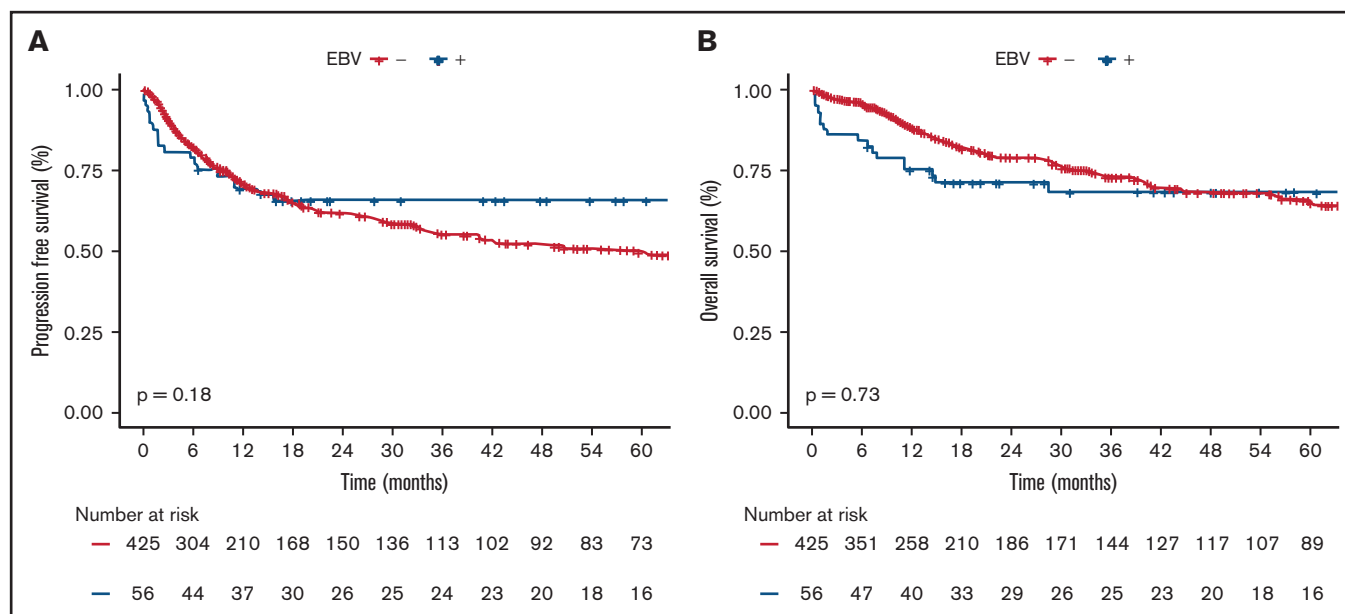 A
EBV – +
1.00
0.75
0.50
0.25
0.00
Progression free survival (%)
p = 0.18
0 6 12 18 24 30 36 42 48 54 60
Time (months)
Number at risk
425 304 210 168 150 136 113 102 92 83 73
56 44 37 30 26 25 24 23 20 18 16
B
EBV – +
1.00
0.75
0.50
0.25
0.00
Overall survival (%)
p = 0.73
0 6 12 18 24 30 36 42 48 54 60
Time (months)
Number at risk
425 351 258 210 186 171 144 127 117 107 89
56 47 40 33 29 26 25 23 20 18 16